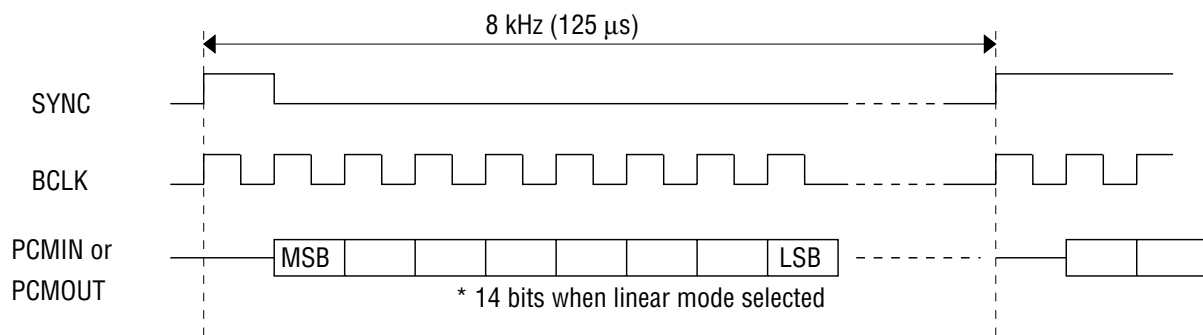 8 kHz (125 μs)
SYNC
BCLK
PCMIN or
PCMOUT
MSB
LSB
* 14 bits when linear mode selected